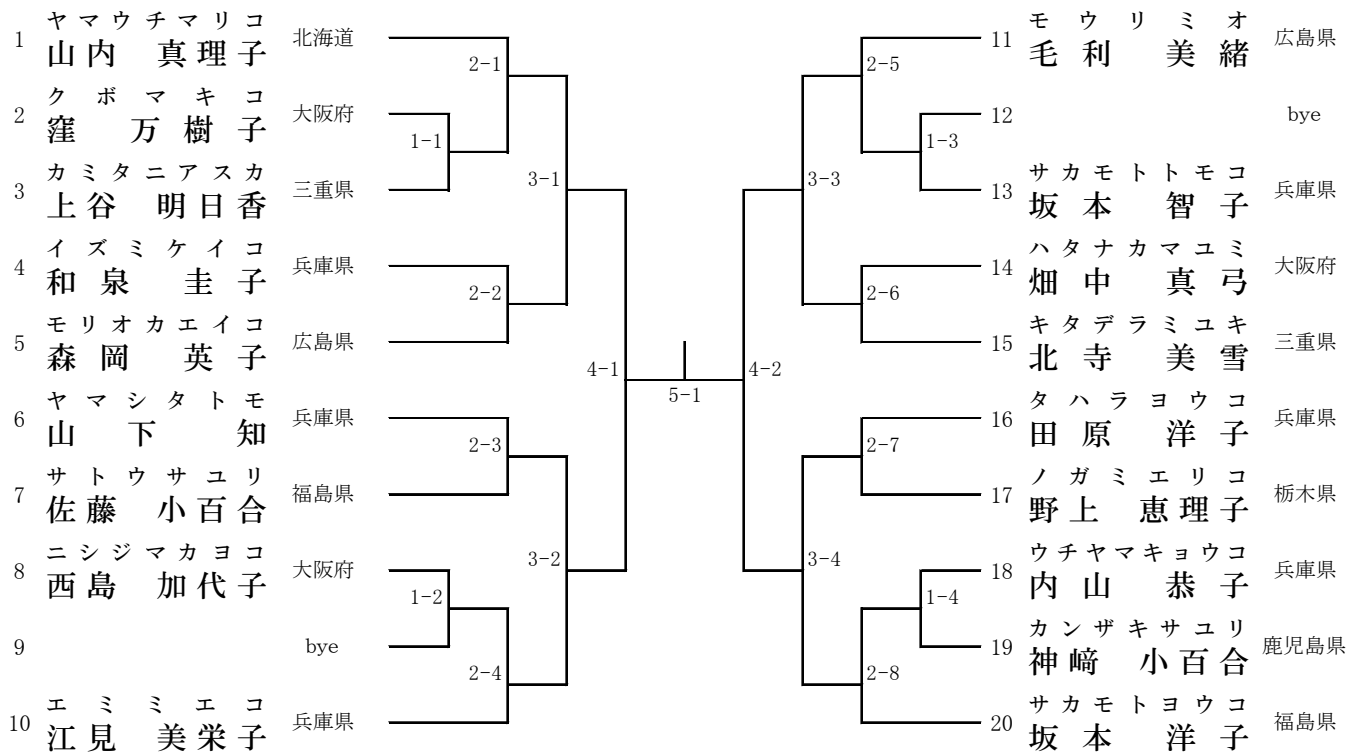 ヤマウチマリコ
1 山内 真理子 北海道
2-1
クボマキコ
2 窪 万樹子 大阪府
1-1
カミタニアスカ
3 上谷 明日香 三重県
3-1
イズミケイコ
4 和泉 圭子 兵庫県
2-2
モリオカエイコ
5 森岡 英子 広島県
4-1
ヤマシタトモ
6 山下 知 兵庫県
2-3
サトウサユリ
7 佐藤 小百合 福島県
3-2
ニシジマカヨコ
8 西島 加代子 大阪府
1-2
9 bye
2-4
エミミエコ
10 江見 美栄子 兵庫県
5-1
モウリミオ
11 毛利 美緒 広島県
2-5
12 bye
1-3
サカモトトモコ
13 坂本 智子 兵庫県
3-3
ハタナカマユミ
14 畑中 真弓 大阪府
2-6
キタデラミユキ
15 北寺 美雪 三重県
4-2
タハラヨウコ
16 田原 洋子 兵庫県
2-7
ノガミエリコ
17 野上 恵理子 栃木県
3-4
ウチヤマキョウコ
18 内山 恭子 兵庫県
1-4
カンザキサユリ
19 神﨑 小百合 鹿児島県
2-8
サカモトヨウコ
20 坂本 洋子 福島県